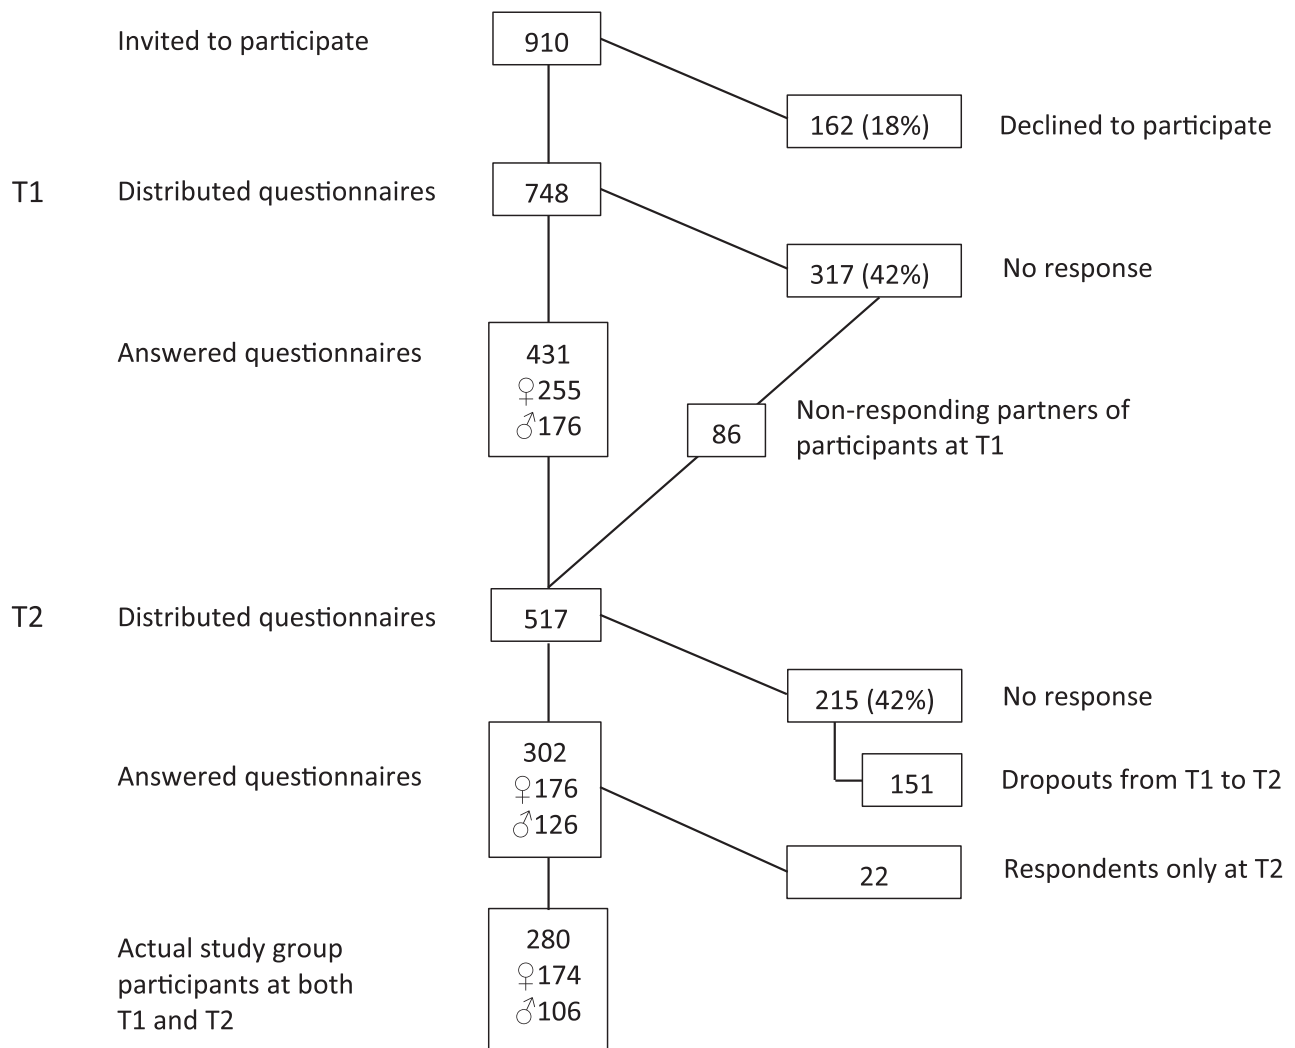 Invited to participate
910
162 (18%)
Declined to participate
T1
Distributed questionnaires
748
317 (42%)
No response
Answered questionnaires
431
♀255
♂176
86
Non-responding partners of
participants at T1
T2
Distributed questionnaires
517
215 (42%)
No response
151
Dropouts from T1 to T2
Answered questionnaires
302
♀176
♂126
22
Respondents only at T2
Actual study group
participants at both
T1 and T2
280
♀174
♂106